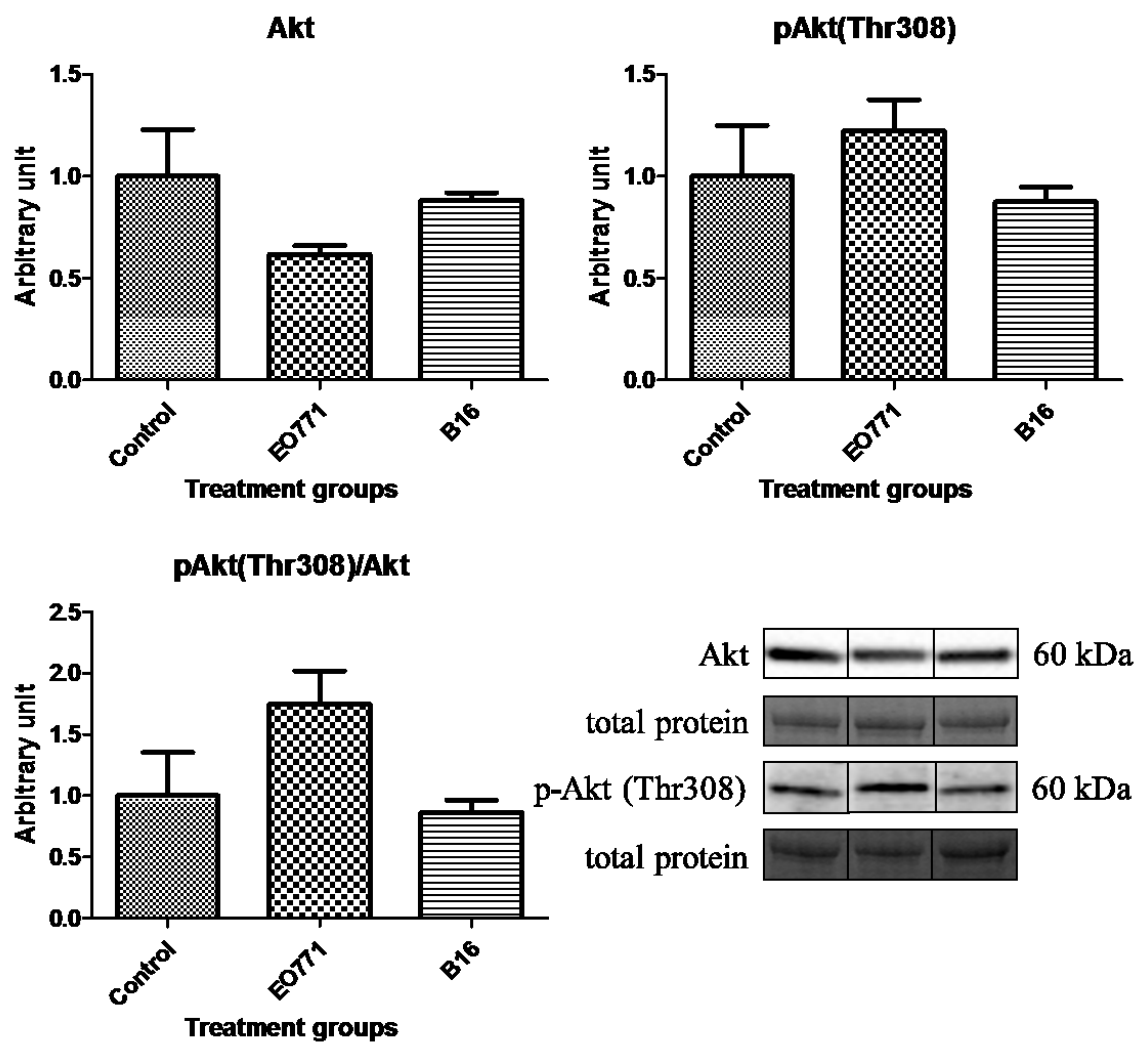 Akt
Arbitrary unit
1.5
1.0
0.5
0.0
Control
EO771
B16
Treatment groups
pAkt(Thr308)
Arbitrary unit
1.5
1.0
0.5
0.0
Control
EO771
B16
Treatment groups
pAkt(Thr308)/Akt
Arbitrary unit
2.5
2.0
1.5
1.0
0.5
0.0
Control
EO771
B16
Treatment groups
Akt 60 kDa
total protein
p-Akt (Thr308) 60 kDa
total protein